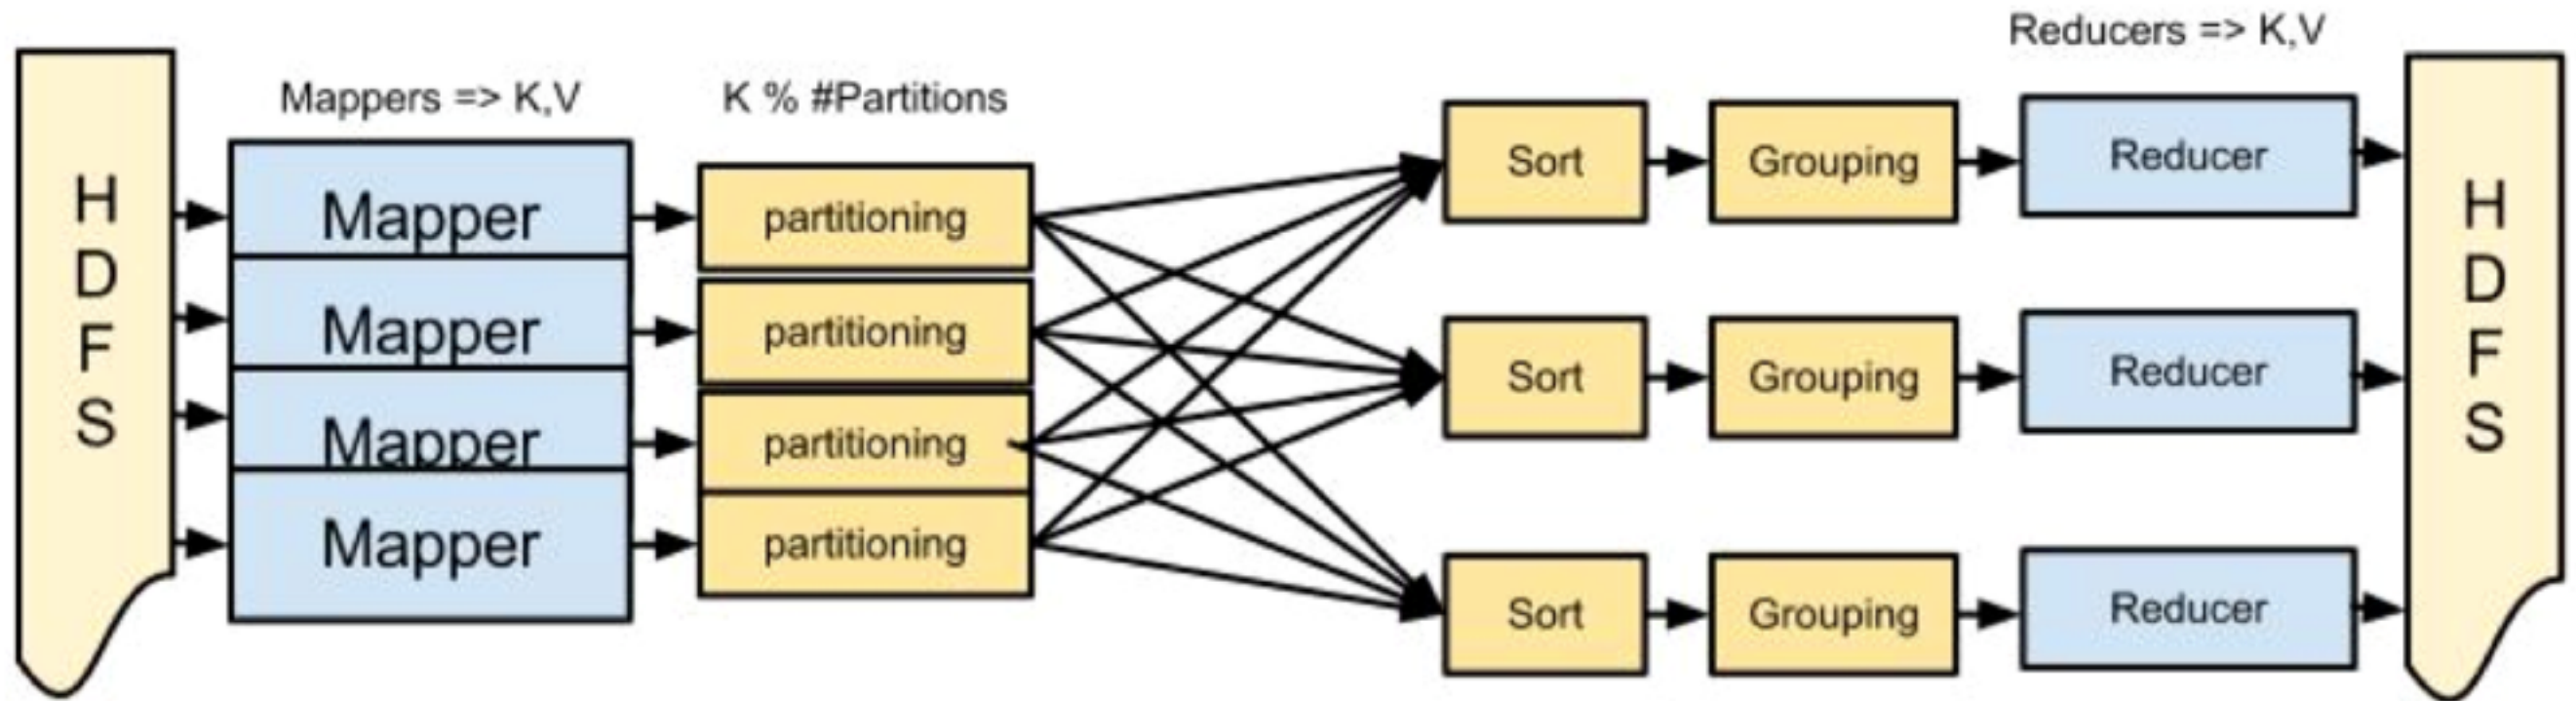 Reducers => K,V
Mappers => K,V
K % #Partitions
H
D
F
S
Mapper
Mapper
Mapper
Mapper
partitioning
partitioning
partitioning
partitioning
Sort
Grouping
Reducer
Sort
Grouping
Reducer
Sort
Grouping
Reducer
H
D
F
S